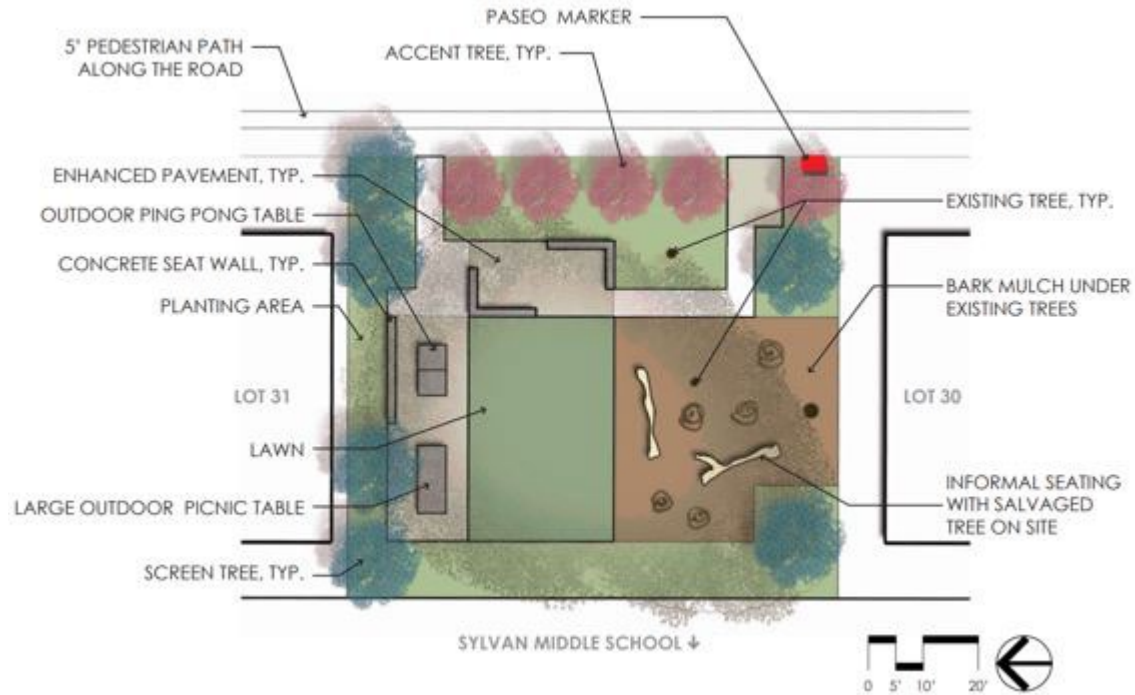 PASEO MARKER
5' PEDESTRIAN PATH
ALONG THE ROAD
ACCENT TREE, TYP.
ENHANCED PAVEMENT, TYP.
OUTDOOR PING PONG TABLE
CONCRETE SEAT WALL, TYP.
PLANTING AREA
LOT 31
LAWN
LARGE OUTDOOR PICNIC TABLE
SCREEN TREE, TYP.
EXISTING TREE, TYP.
BARK MULCH UNDER
EXISTING TREES
LOT 30
INFORMAL SEATING
WITH SALVAGED
TREE ON SITE
SYLVAN MIDDLE SCHOOL ↓
0 5' 10' 20'